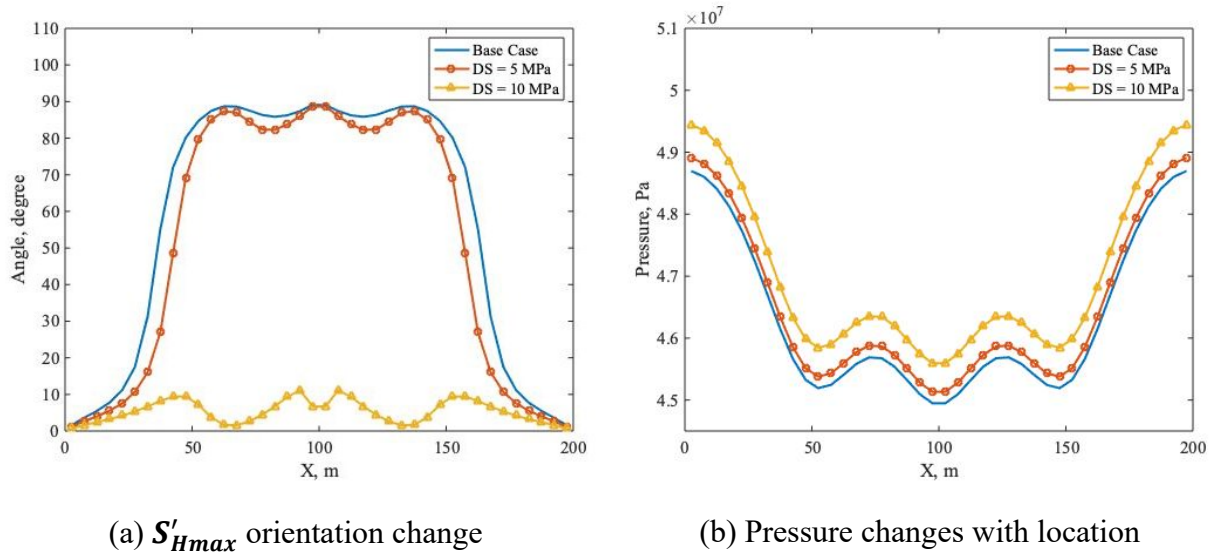 110
100
90
80
70
60
50
40
30
20
10
0
Angle, degree
0 50 100 150 200
X, m
Base Case
DS = 5 MPa
DS = 10 MPa
×10⁷
5.1
5
4.9
4.8
4.7
4.6
4.5
Pressure, Pa
0 50 100 150 200
X, m
Base Case
DS = 5 MPa
DS = 10 MPa
(a) S′Hmax orientation change
(b) Pressure changes with location